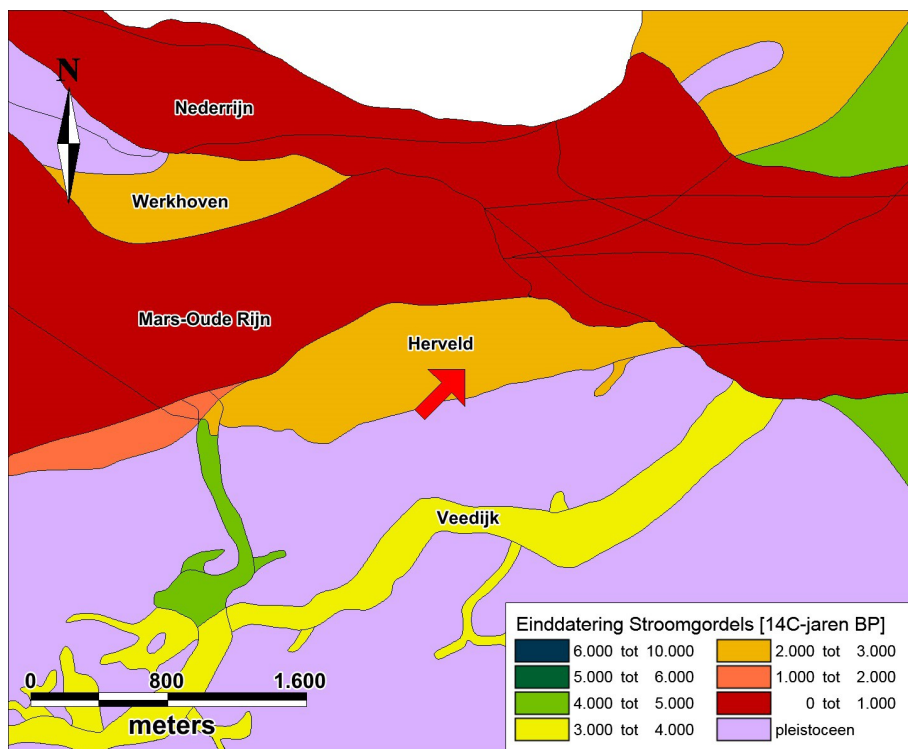 N
Nederrijn
Werkhoven
Mars-Oude Rijn
Herveld
Veedijk
Einddatering Stroomgordels [14C-jaren BP]
6.000 tot 10.000
5.000 tot 6.000
4.000 tot 5.000
3.000 tot 4.000
2.000 tot 3.000
1.000 tot 2.000
0 tot 1.000
pleistoceen
0 800 1.600
meters